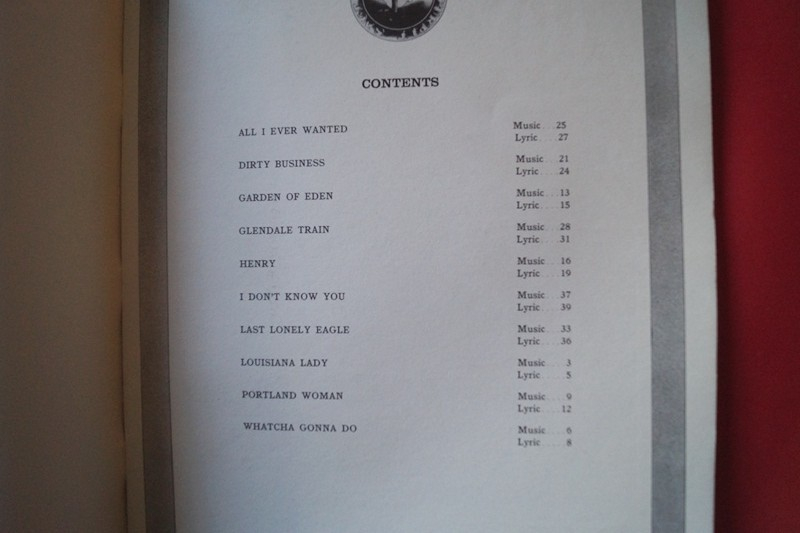 CONTENTS
ALL I EVER WANTED Music 25
Lyric 27
DIRTY BUSINESS Music 21
Lyric 24
GARDEN OF EDEN Music 13
Lyric 15
GLENDALE TRAIN Music 28
Lyric 31
HENRY Music 16
Lyric 19
I DON'T KNOW YOU Music 37
Lyric 39
LAST LONELY EAGLE Music 33
Lyric 36
LOUISIANA LADY Music 3
Lyric 5
PORTLAND WOMAN Music 9
Lyric 12
WHATCHA GONNA DO Music 6
Lyric 8